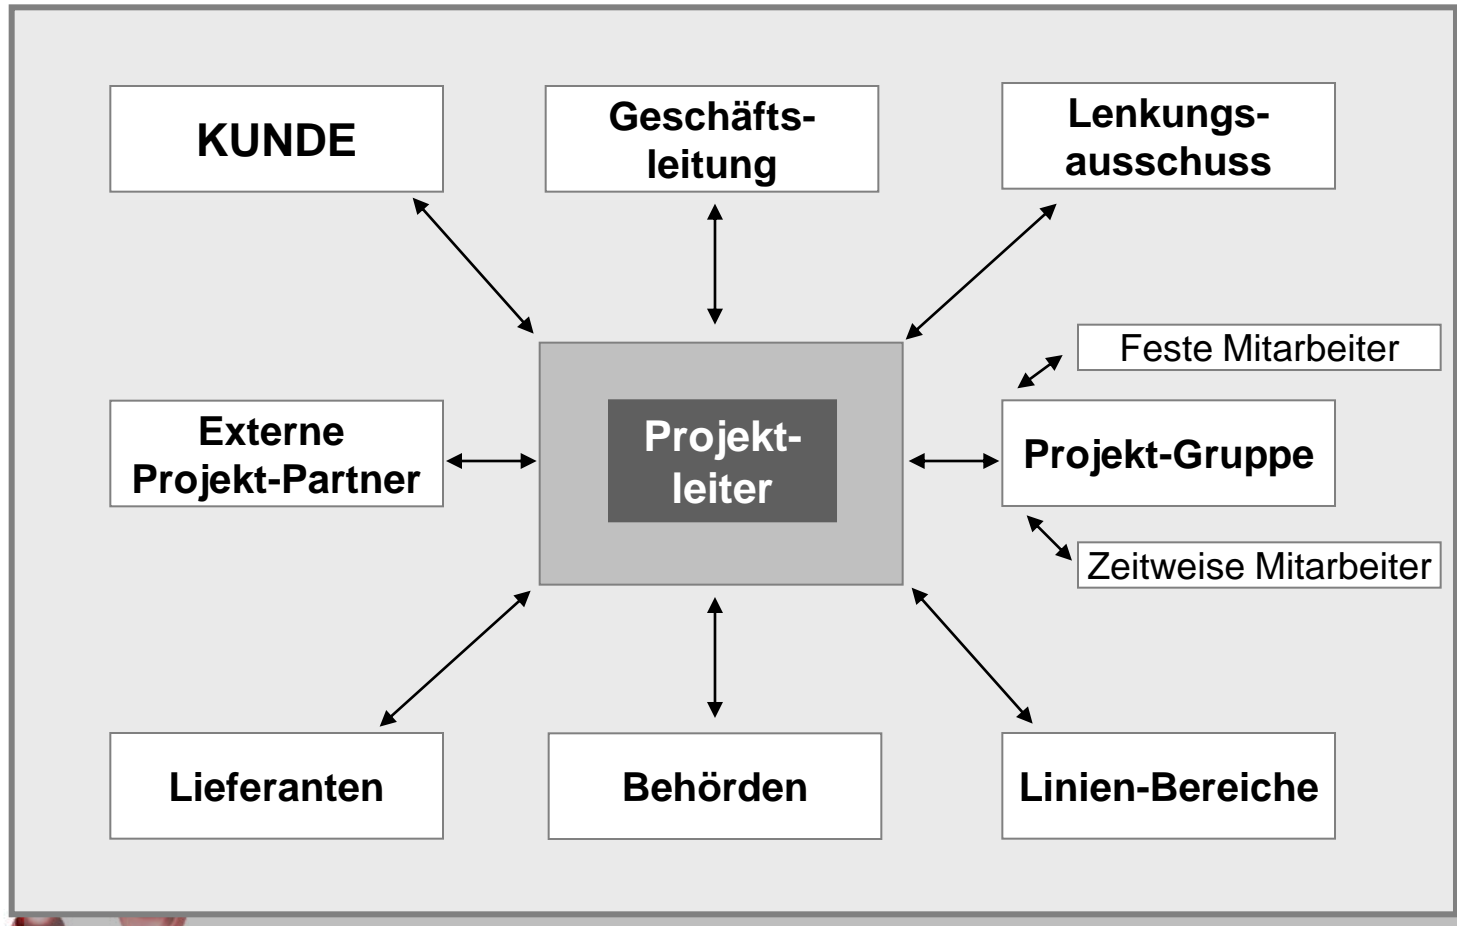 KUNDE
Geschäfts-
leitung
Lenkungs-
ausschuss
Feste Mitarbeiter
Externe
Projekt-Partner
Projekt-
leiter
Projekt-Gruppe
Zeitweise Mitarbeiter
Lieferanten
Behörden
Linien-Bereiche